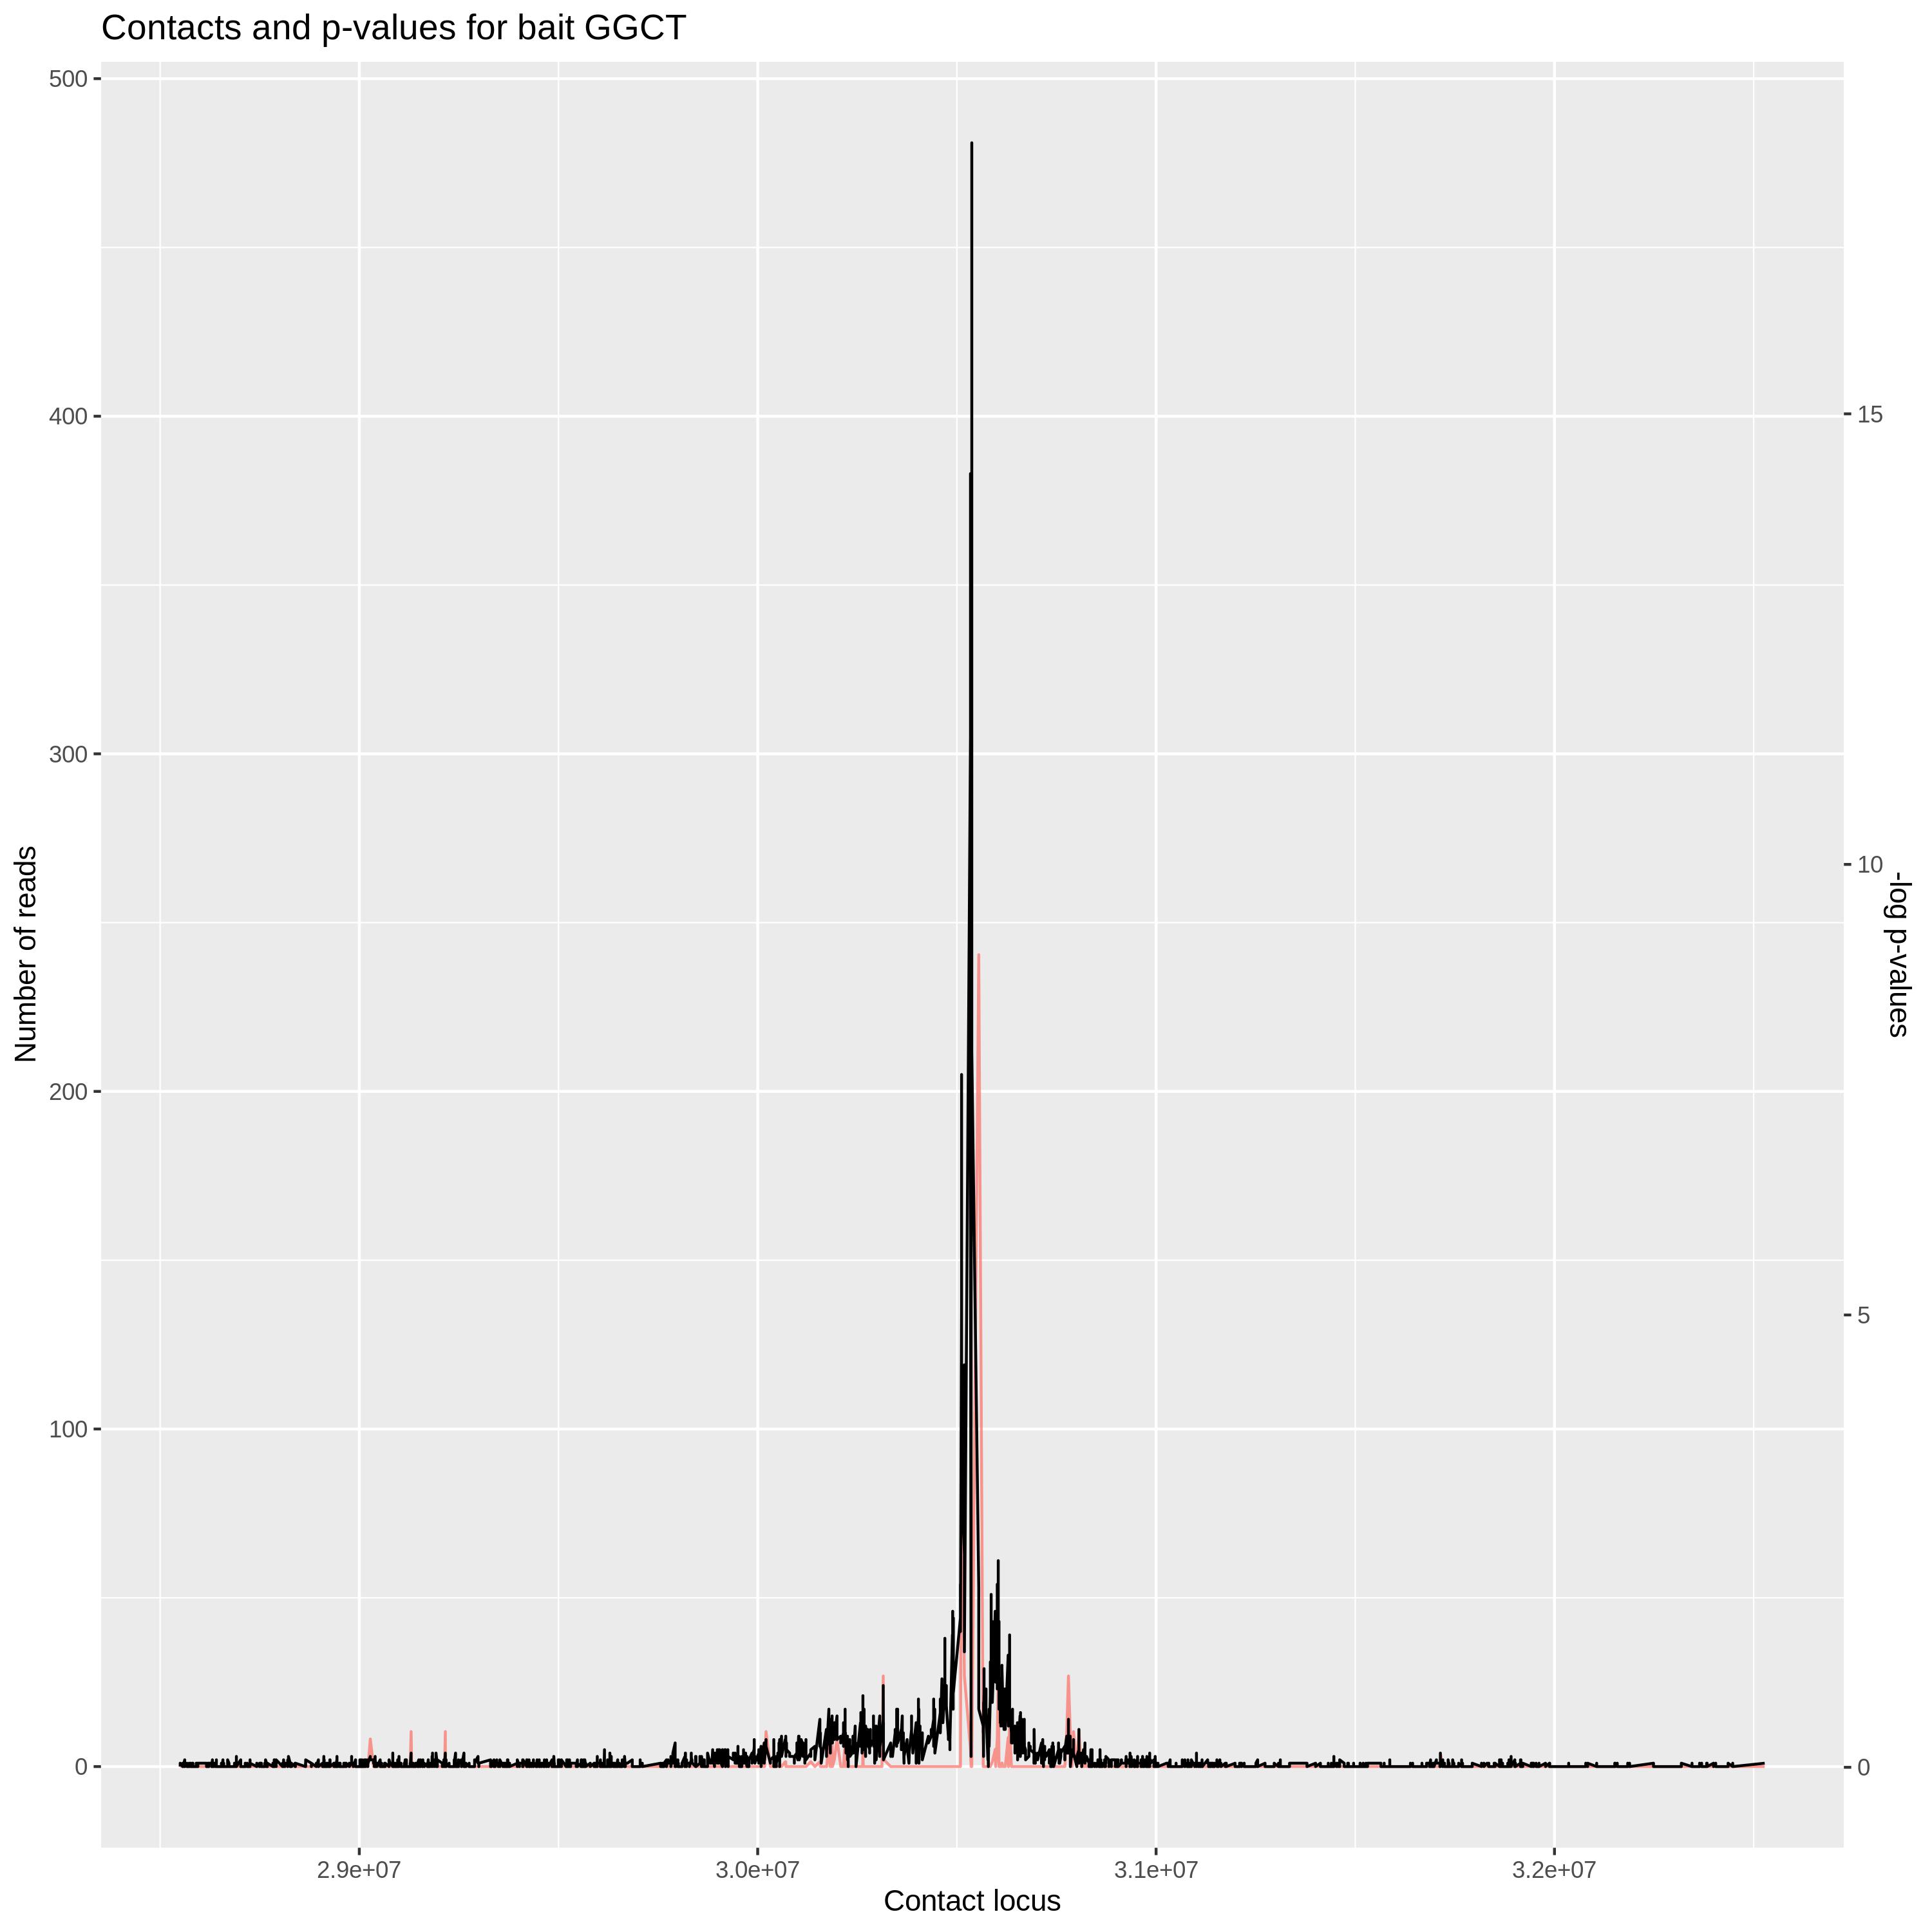 Contacts and p-values for bait GGCT
500
400
300
200
100
0
Number of reads
15
10
5
0
-log p-values
2.9e+07
3.0e+07
3.1e+07
3.2e+07
Contact locus